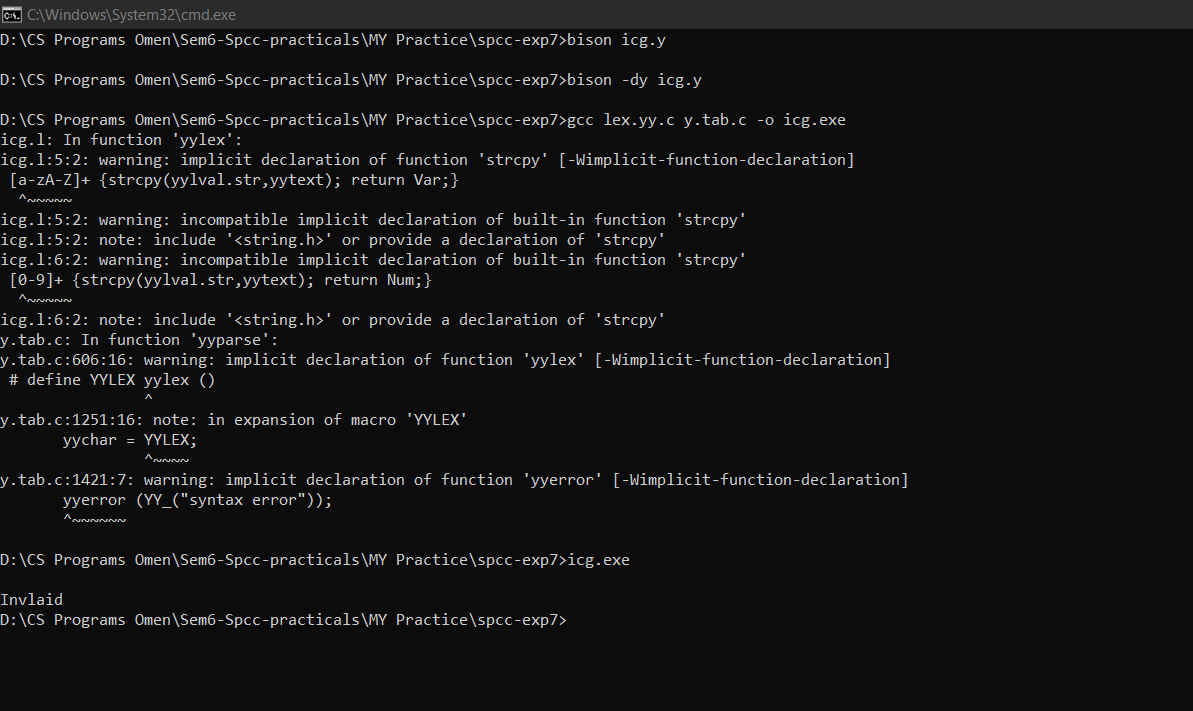 C:\Windows\System32\cmd.exe
D:\CS Programs Omen\Sem6-Spcc-practicals\MY Practice\spcc-exp7>bison icg.y
D:\CS Programs Omen\Sem6-Spcc-practicals\MY Practice\spcc-exp7>bison -dy icg.y
D:\CS Programs Omen\Sem6-Spcc-practicals\MY Practice\spcc-exp7>gcc lex.yy.c y.tab.c -o icg.exe
icg.l: In function 'yylex':
icg.l:5:2: warning: implicit declaration of function 'strcpy' [-Wimplicit-function-declaration]
 [a-zA-Z]+ {strcpy(yylval.str,yytext); return Var;}
  ^~~~~~
icg.l:5:2: warning: incompatible implicit declaration of built-in function 'strcpy'
icg.l:5:2: note: include '<string.h>' or provide a declaration of 'strcpy'
icg.l:6:2: warning: incompatible implicit declaration of built-in function 'strcpy'
 [0-9]+ {strcpy(yylval.str,yytext); return Num;}
  ^~~~~~
icg.l:6:2: note: include '<string.h>' or provide a declaration of 'strcpy'
y.tab.c: In function 'yyparse':
y.tab.c:606:16: warning: implicit declaration of function 'yylex' [-Wimplicit-function-declaration]
 # define YYLEX yylex ()
                ^
y.tab.c:1251:16: note: in expansion of macro 'YYLEX'
       yychar = YYLEX;
                ^~~~~
y.tab.c:1421:7: warning: implicit declaration of function 'yyerror' [-Wimplicit-function-declaration]
       yyerror (YY_("syntax error"));
       ^~~~~~~
D:\CS Programs Omen\Sem6-Spcc-practicals\MY Practice\spcc-exp7>icg.exe
Invlaid
D:\CS Programs Omen\Sem6-Spcc-practicals\MY Practice\spcc-exp7>